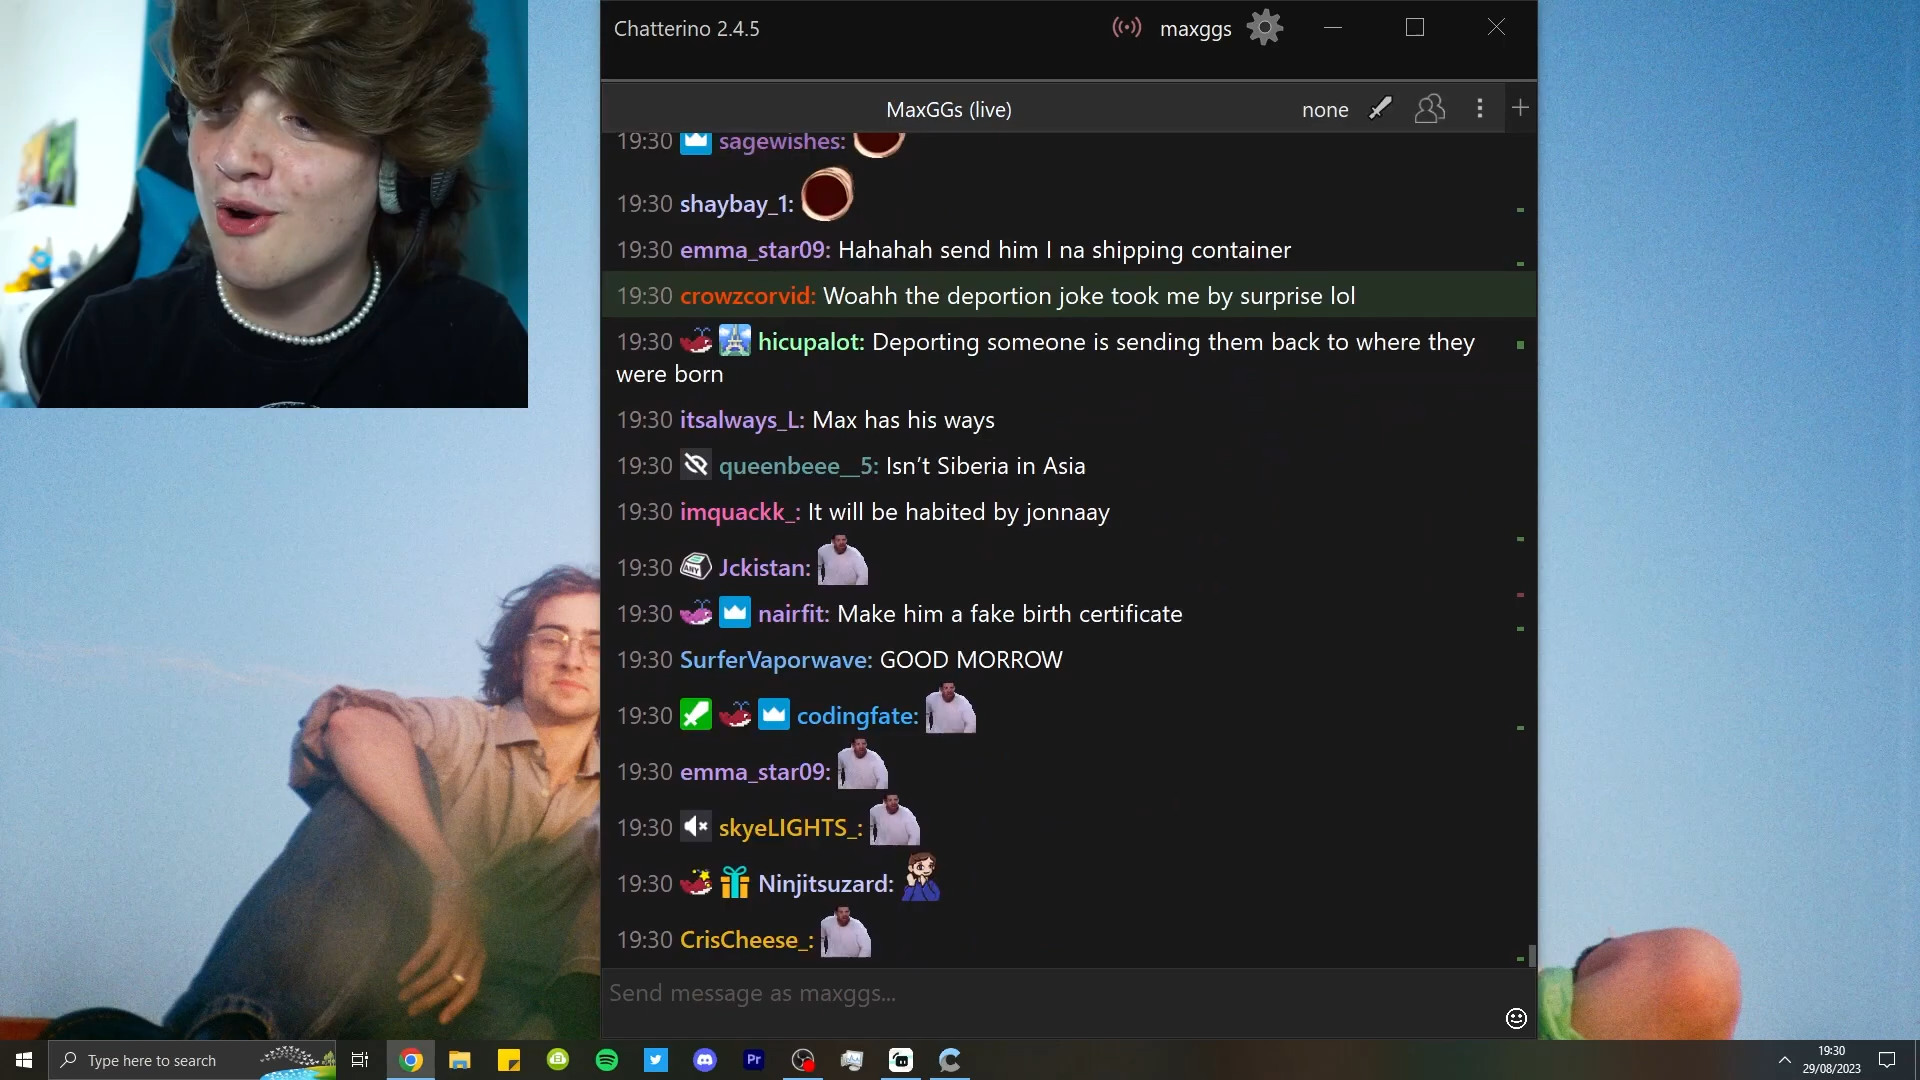 Chatterino 2.4.5
maxggs
MaxGGs (live)
none
19:30 sagewishes:
19:30 shaybay_1:
19:30 emma_star09: Hahahah send him I na shipping container
19:30 crowzcorvid: Woahh the deportion joke took me by surprise lol
19:30 hicupalot: Deporting someone is sending them back to where they
were born
19:30 itsalways_L: Max has his ways
19:30 queenbeee__5: Isn't Siberia in Asia
19:30 imquackk_: It will be habited by jonnaay
19:30 ANY Jckistan:
19:30 nairfit: Make him a fake birth certificate
19:30 SurferVaporwave: GOOD MORROW
19:30 codingfate:
19:30 emma_star09:
19:30 skyeLIGHTS_:
19:30 Ninjitsuzard:
19:30 CrisCheese_:
Send message as maxggs...
Type here to search
Pr
19:30
29/08/2023